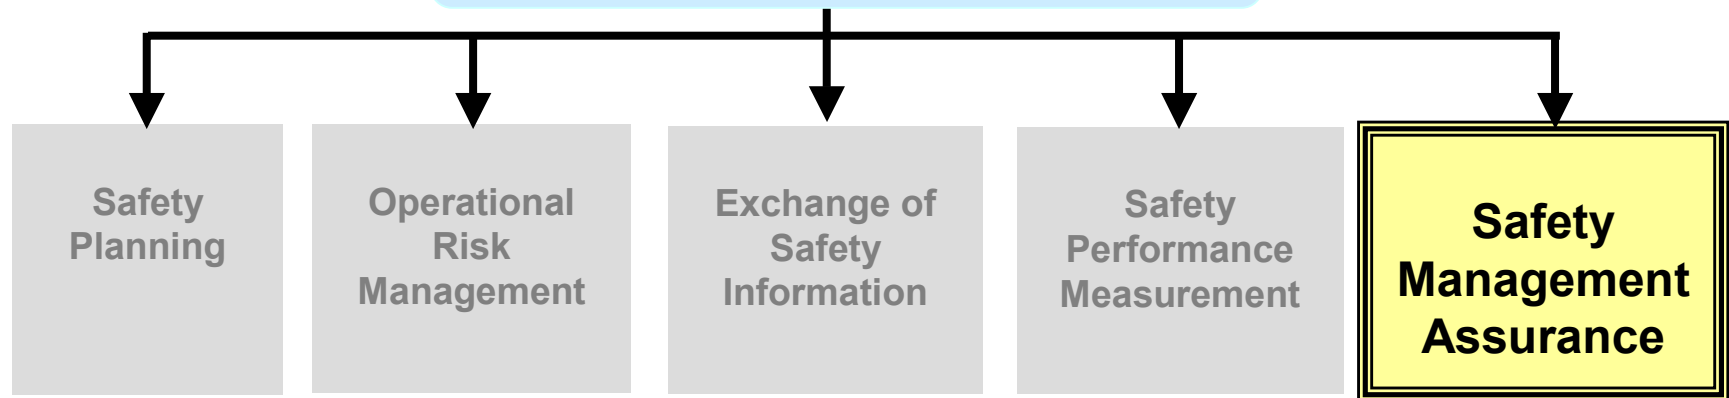 Safety
Planning
Operational
Risk
Management
Exchange of
Safety
Information
Safety
Performance
Measurement
Safety
Management
Assurance